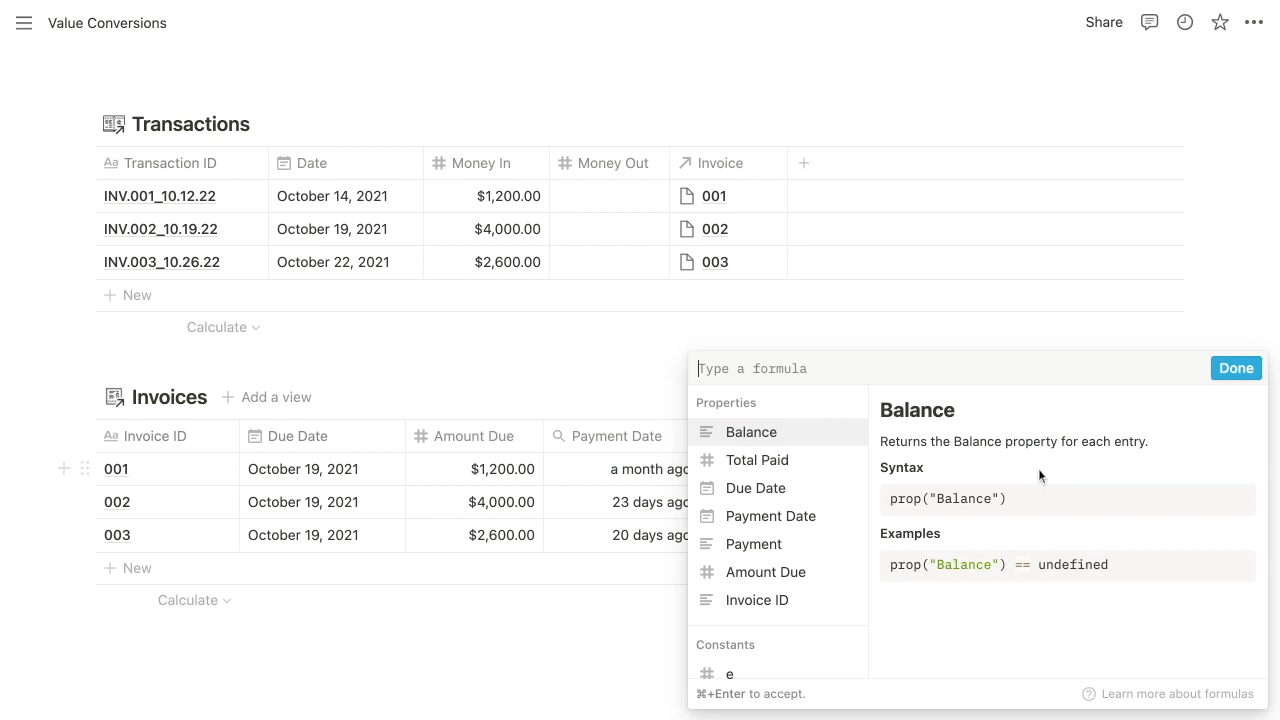 Value Conversions
Share
Transactions
Aa Transaction ID Date Money In Money Out Invoice
INV.001_10.12.22 October 14, 2021 $1,200.00 001
INV.002_10.19.22 October 19, 2021 $4,000.00 002
INV.003_10.26.22 October 22, 2021 $2,600.00 003
+ New
Calculate
Invoices + Add a view
Aa Invoice ID Due Date Amount Due Payment Date
001 October 19, 2021 $1,200.00 a month ago
002 October 19, 2021 $4,000.00 23 days ago
003 October 19, 2021 $2,600.00 20 days ago
+ New
Calculate
Type a formula
Done
Properties
Balance
Total Paid
Due Date
Payment Date
Payment
Amount Due
Invoice ID
Constants
e
Balance
Returns the Balance property for each entry.
Syntax
prop("Balance")
Examples
prop("Balance") == undefined
⌘+Enter to accept.
Learn more about formulas